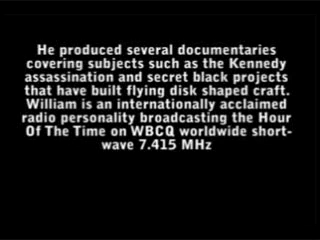 He produced several documentaries
covering subjects such as the Kennedy
assassination and secret black projects
that have built flying disk shaped craft.
William is an internationally acclaimed
radio personality broadcasting the Hour
Of The Time on WBCQ worldwide short-
wave 7.415 MHz